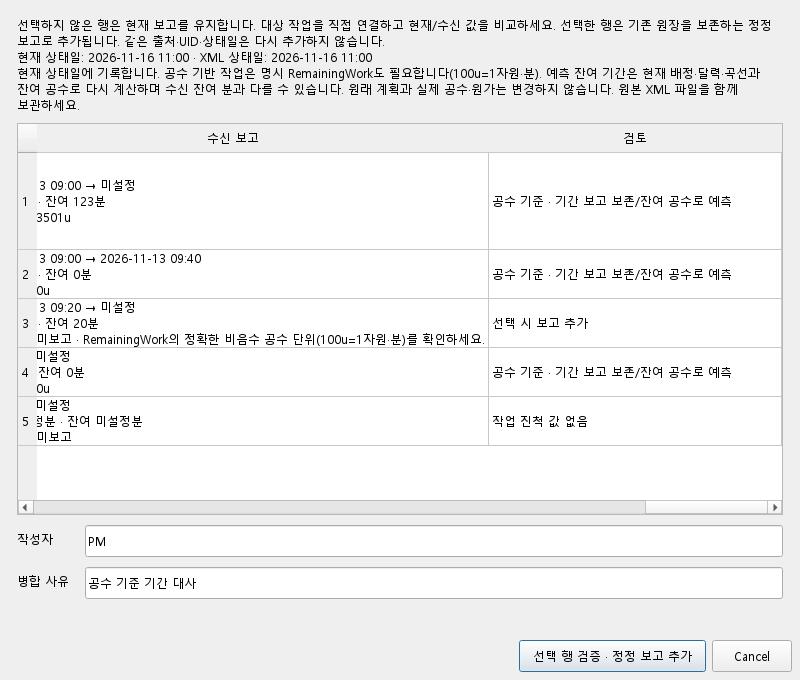 선택하지 않은 행은 현재 보고를 유지합니다. 대상 작업을 직접 연결하고 현재/수신 값을 비교하세요. 선택한 행은 기존 원장을 보존하는 정정
보고로 추가됩니다. 같은 출처·UID·상태일은 다시 추가하지 않습니다.
현재 상태일: 2026-11-16 11:00 · XML 상태일: 2026-11-16 11:00
현재 상태일에 기록합니다. 공수 기반 작업은 명시 RemainingWork도 필요합니다(100u=1자원·분). 예측 잔여 기간은 현재 배정·달력·곡선과
잔여 공수로 다시 계산하며 수신 잔여 분과 다를 수 있습니다. 원래 계획과 실제 공수·원가는 변경하지 않습니다. 원본 XML 파일을 함께
보관하세요.
수신 보고 검토
3 09:00 → 미설정
1 · 잔여 123분 공수 기준 · 기간 보고 보존/잔여 공수로 예측
3501u
3 09:00 → 2026-11-13 09:40
2 · 잔여 0분 공수 기준 · 기간 보고 보존/잔여 공수로 예측
0u
3 09:20 → 미설정
3 · 잔여 20분 선택 시 보고 추가
미보고 · RemainingWork의 정확한 비음수 공수 단위(100u=1자원·분)를 확인하세요.
미설정
4 잔여 0분 공수 기준 · 기간 보고 보존/잔여 공수로 예측
0u
미설정
5 정분 · 잔여 미설정분 작업 진척 값 없음
미보고
작성자 PM
병합 사유 공수 기준 기간 대사
선택 행 검증 · 정정 보고 추가 Cancel